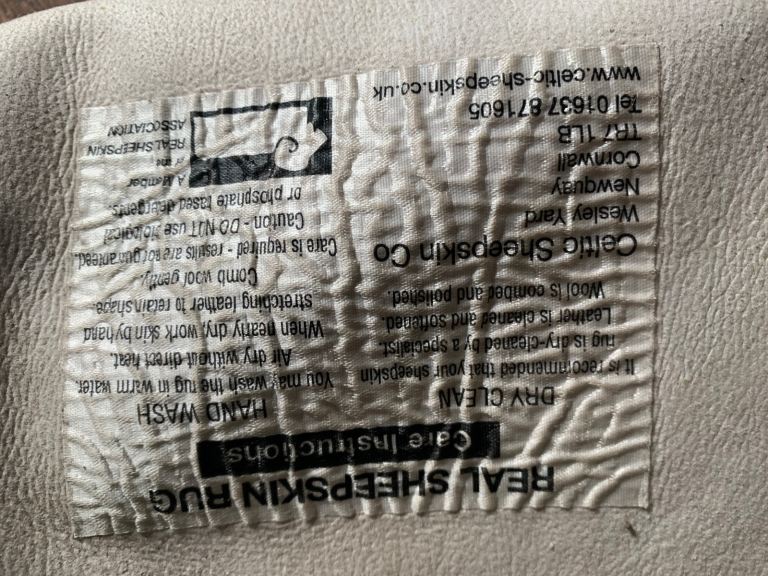 REAL SHEEPSKIN RUG
Care Instructions
DRY CLEAN
It is recommended that your sheepskin
rug is dry-cleaned by a specialist.
Leather is cleaned and softened
Wool is combed and polished.
Celtic Sheepskin Co
Wesley Yard
Newquay
Cornwall
TR7 1LB
Tel 01637 871605
www.celtic-sheepskin.co.uk
HAND WASH
You may wash the rug in warm water.
Air dry without direct heat.
When nearly dry, work skin by hand
stretching leather to retain shape.
Comb wool gently.
Care is required - results are not guaranteed.
Caution - DO NOT use biological
or phosphate based detergents.
A Member
of the
REAL SHEEPSKIN
ASSOCIATION